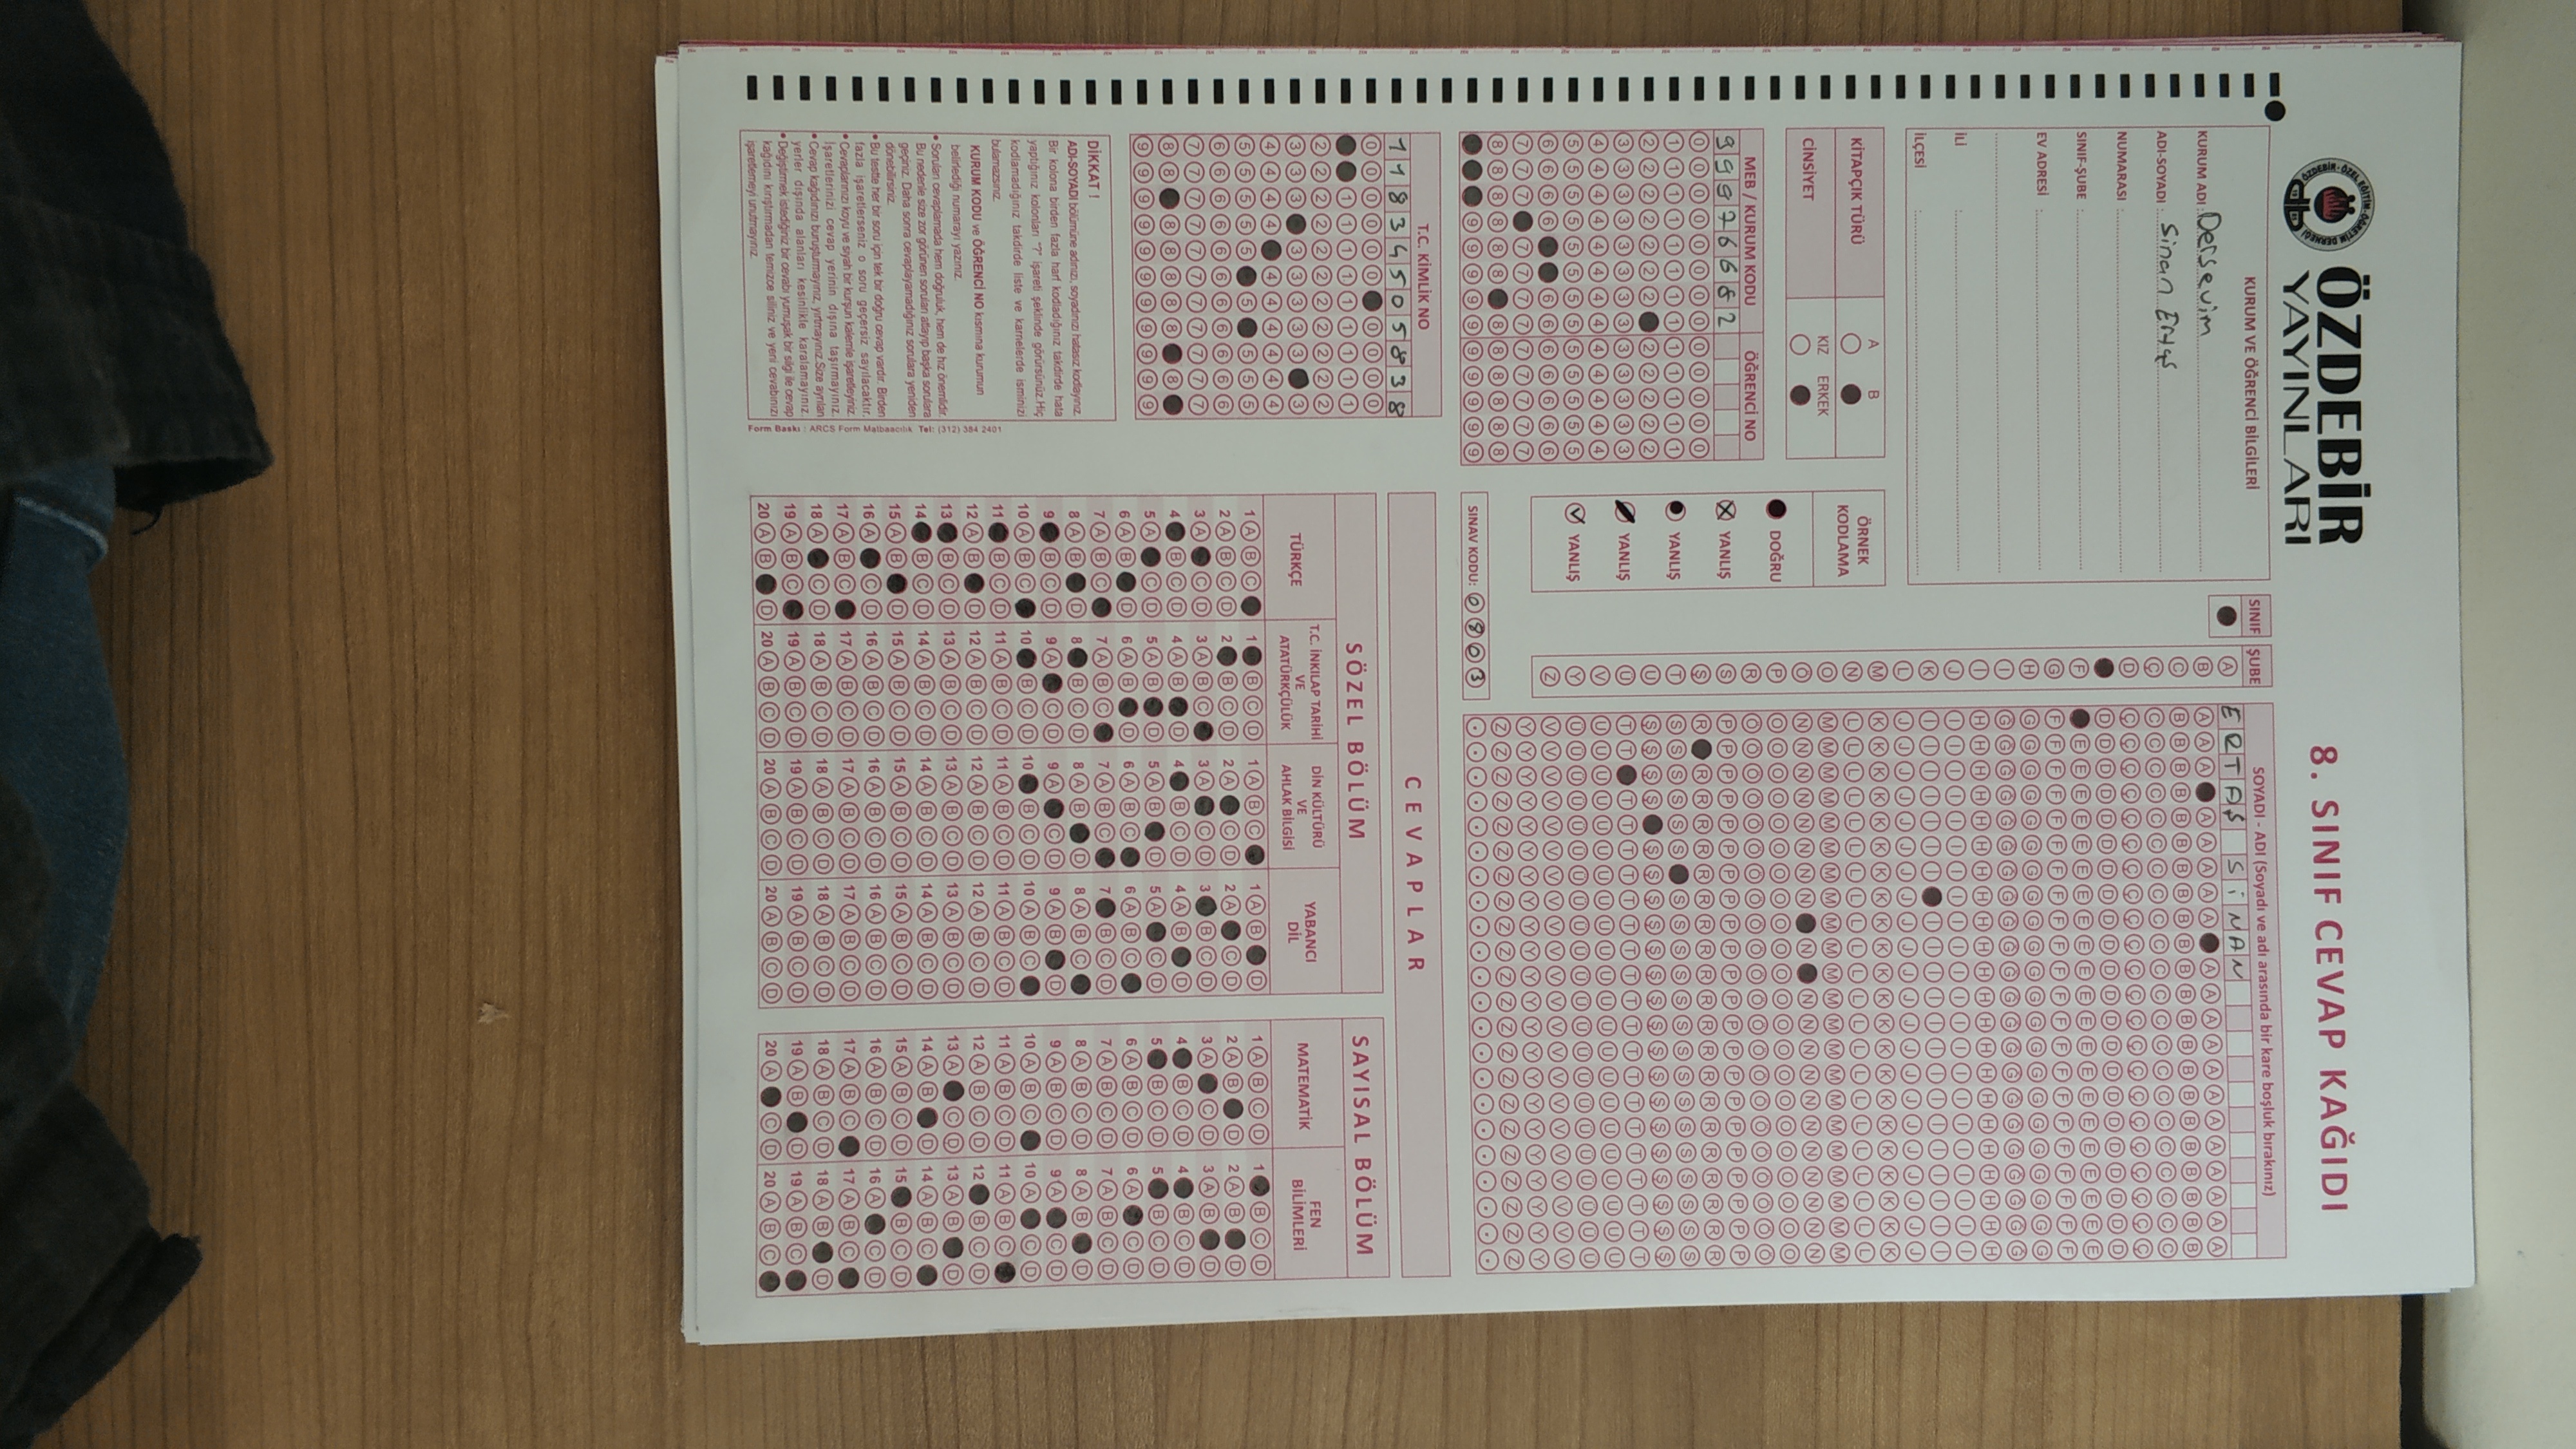 ÖZDEBİR
YAYINLARI
8. SINIF CEVAP KAĞIDI
KURUM VE ÖĞRENCİ BİLGİLERİ
KURUM ADI : Dersevim
ADI-SOYADI : Sinan Ertaş
NUMARASI :
SINIF-ŞUBE :
EV ADRESİ :
İLİ :
İLÇESİ :
SINIF
ŞUBE
SOYADI - ADI (Soyadı ve adı arasında bir kare boşluk bırakınız)
ERTAŞ SİNAN
KİTAPÇIK TÜRÜ A B
CİNSİYET KIZ ERKEK
ÖRNEK KODLAMA
DOĞRU
YANLIŞ
YANLIŞ
YANLIŞ
YANLIŞ
MEB / KURUM KODU ÖĞRENCİ NO
99976682
SINAV KODU: 0 8 0 3
T.C. KİMLİK NO
11834505838
CEVAPLAR
SÖZEL BÖLÜM
SAYISAL BÖLÜM
TÜRKÇE
T.C. İNKILAP TARİHİ VE ATATÜRKÇÜLÜK
DİN KÜLTÜRÜ VE AHLAK BİLGİSİ
YABANCI DİL
MATEMATİK
FEN BİLİMLERİ
DİKKAT !
ADI-SOYADI bölümüne adınızı, soyadınızı hatasız kodlayınız.
Bir kolona birden fazla harf kodladığınız takdirde hata
yaptığınız kolonları "?" işareti şeklinde görürsünüz.Hiç
kodlamadığınız takdirde liste ve karnelerde isminizi
bulamazsınız.
KURUM KODU ve ÖĞRENCİ NO kısmına kurumun
belirlediği numarayı yazınız.
• Soruları cevaplamada hem doğruluk, hem de hız önemlidir.
Bu nedenle size zor görünen soruları atlayıp başka sorulara
geçiniz. Daha sonra cevaplayamadığınız sorulara yeniden
dönebilirsiniz.
• Bu testte her bir soru için tek bir doğru cevap vardır. Birden
fazla işaretlerseniz o soru geçersiz sayılacaktır.
• Cevaplarınızı koyu ve siyah bir kurşun kalemle işaretleyiniz.
İşaretlerinizi cevap yerinin dışına taşırmayınız.
• Cevap kağıdınızı buruşturmayınız, yırtmayınız.Size ayrılan
yerler dışında alanları kesinlikle karalamayınız.
• Değiştirmek istediğiniz bir cevabı yumuşak bir silgi ile cevap
kağıdını kırıştırmadan temizce siliniz ve yeni cevabınızı
işaretlemeyi unutmayınız.
Form Baskı : ARCS Form Matbaacılık Tel: (312) 384 2401